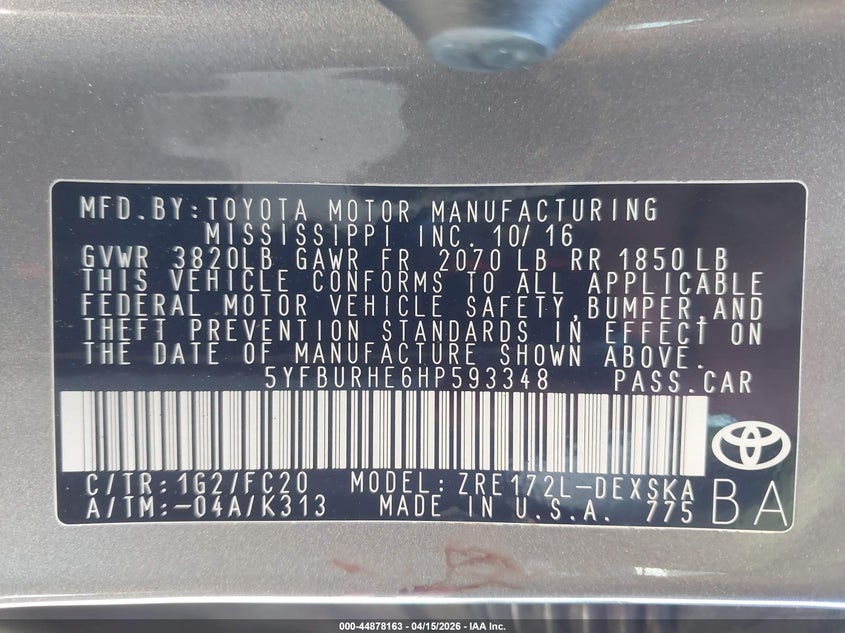 MFD.BY:TOYOTA MOTOR MANUFACTURING
MISSISSIPPI INC. 10/16
GVWR 3820LB GAWR FR 2070 LB RR 1850LB
THIS VEHICLE CONFORMS TO ALL APPLICABLE
FEDERAL MOTOR VEHICLE SAFETY,BUMPER,AND
THEFT PREVENTION STANDARDS IN EFFECT ON
THE DATE OF MANUFACTURE SHOWN ABOVE.
5YFBURHE6HP593348 PASS.CAR
C/TR:1G2/FC20 MODEL:ZRE172L-DEXSKA
A/TM:-04A/K313 MADE IN U.S.A. 775
BA
000-44878163 - 04/15/2026 - IAA Inc.